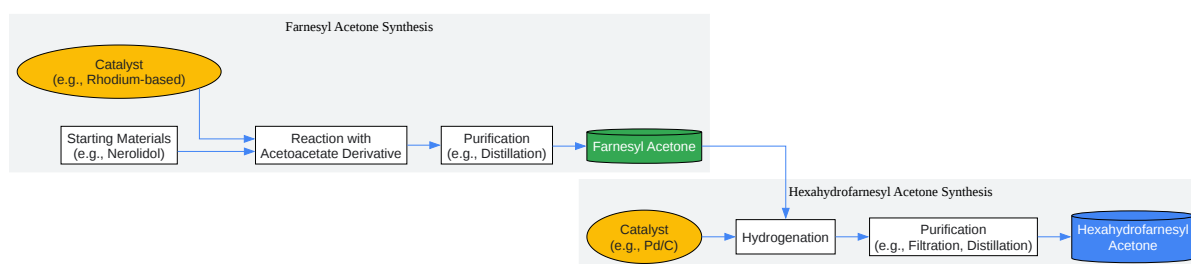 Farnesyl Acetone Synthesis
Catalyst
(e.g., Rhodium-based)
Starting Materials
(e.g., Nerolidol)
Reaction with
Acetoacetate Derivative
Purification
(e.g., Distillation)
Farnesyl Acetone
Hexahydrofarnesyl Acetone Synthesis
Catalyst
(e.g., Pd/C)
Hydrogenation
Purification
(e.g., Filtration, Distillation)
Hexahydrofarnesyl
Acetone